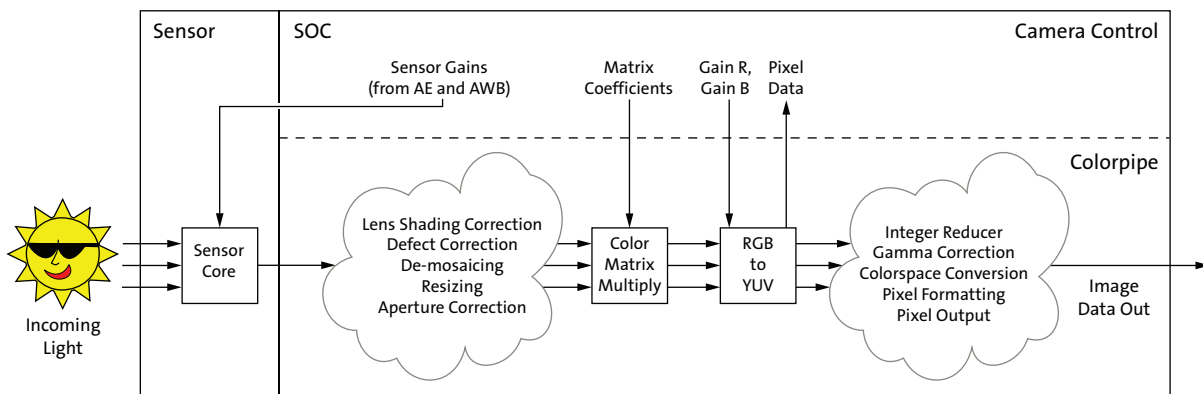 Sensor
SOC
Camera Control
Sensor Gains
(from AE and AWB)
Matrix
Coefficients
Gain R,
Gain B
Pixel
Data
Colorpipe
Incoming
Light
Sensor
Core
Lens Shading Correction
Defect Correction
De-mosaicing
Resizing
Aperture Correction
Color
Matrix
Multiply
RGB
to
YUV
Integer Reducer
Gamma Correction
Colorspace Conversion
Pixel Formatting
Pixel Output
Image
Data Out